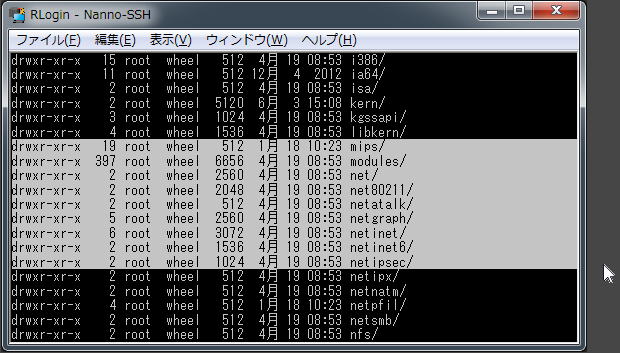 RLogin - Nanno-SSH
ファイル(F) 編集(E) 表示(V) ウィンドウ(W) ヘルプ(H)
drwxr-xr-x 15 root wheel 512 4月 19 08:53 i386/
drwxr-xr-x 11 root wheel 512 12月 4 2012 ia64/
drwxr-xr-x 2 root wheel 512 4月 19 08:53 isa/
drwxr-xr-x 2 root wheel 5120 6月 3 15:08 kern/
drwxr-xr-x 3 root wheel 1024 4月 19 08:53 kgssapi/
drwxr-xr-x 4 root wheel 1536 4月 19 08:53 libkern/
drwxr-xr-x 19 root wheel 512 1月 18 10:23 mips/
drwxr-xr-x 397 root wheel 6656 4月 19 08:53 modules/
drwxr-xr-x 2 root wheel 2560 4月 19 08:53 net/
drwxr-xr-x 2 root wheel 2048 4月 19 08:53 net80211/
drwxr-xr-x 2 root wheel 512 4月 19 08:53 netatalk/
drwxr-xr-x 5 root wheel 2560 4月 19 08:53 netgraph/
drwxr-xr-x 6 root wheel 3072 4月 19 08:53 netinet/
drwxr-xr-x 2 root wheel 1536 4月 19 08:53 netinet6/
drwxr-xr-x 2 root wheel 1024 4月 19 08:53 netipsec/
drwxr-xr-x 2 root wheel 512 4月 19 08:53 netipx/
drwxr-xr-x 2 root wheel 512 4月 19 08:53 netnatm/
drwxr-xr-x 4 root wheel 512 1月 18 10:23 netpfil/
drwxr-xr-x 2 root wheel 512 4月 19 08:53 netsmb/
drwxr-xr-x 2 root wheel 512 4月 19 08:53 nfs/